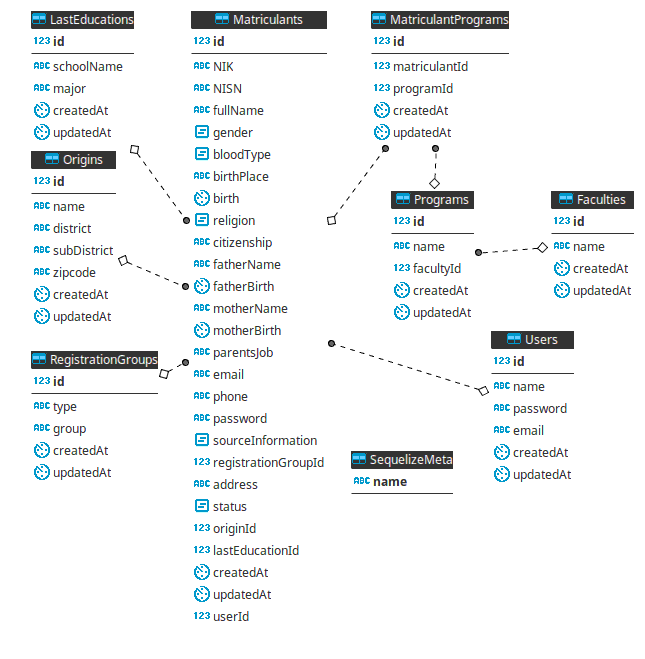 LastEducations
123 id
ABC schoolName
ABC major
createdAt
updatedAt
Origins
123 id
ABC name
ABC district
ABC subDistrict
ABC zipcode
createdAt
updatedAt
RegistrationGroups
123 id
ABC type
ABC group
createdAt
updatedAt
Matriculants
123 id
ABC NIK
ABC NISN
ABC fullName
gender
bloodType
ABC birthPlace
birth
religion
ABC citizenship
ABC fatherName
fatherBirth
ABC motherName
motherBirth
ABC parentsJob
ABC email
ABC phone
ABC password
sourceInformation
123 registrationGroupId
ABC address
status
123 originId
123 lastEducationId
createdAt
updatedAt
123 userId
MatriculantPrograms
123 id
123 matriculantId
123 programId
createdAt
updatedAt
Programs
123 id
ABC name
123 facultyId
createdAt
updatedAt
Faculties
123 id
ABC name
createdAt
updatedAt
Users
123 id
ABC name
ABC password
ABC email
createdAt
updatedAt
SequelizeMeta
ABC name